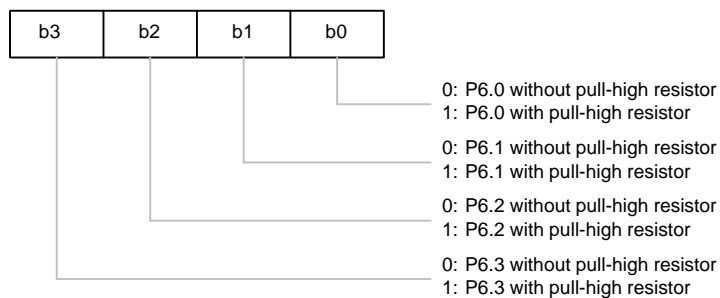 b3 b2 b1 b0
0: P6.0 without pull-high resistor
1: P6.0 with pull-high resistor
0: P6.1 without pull-high resistor
1: P6.1 with pull-high resistor
0: P6.2 without pull-high resistor
1: P6.2 with pull-high resistor
0: P6.3 without pull-high resistor
1: P6.3 with pull-high resistor